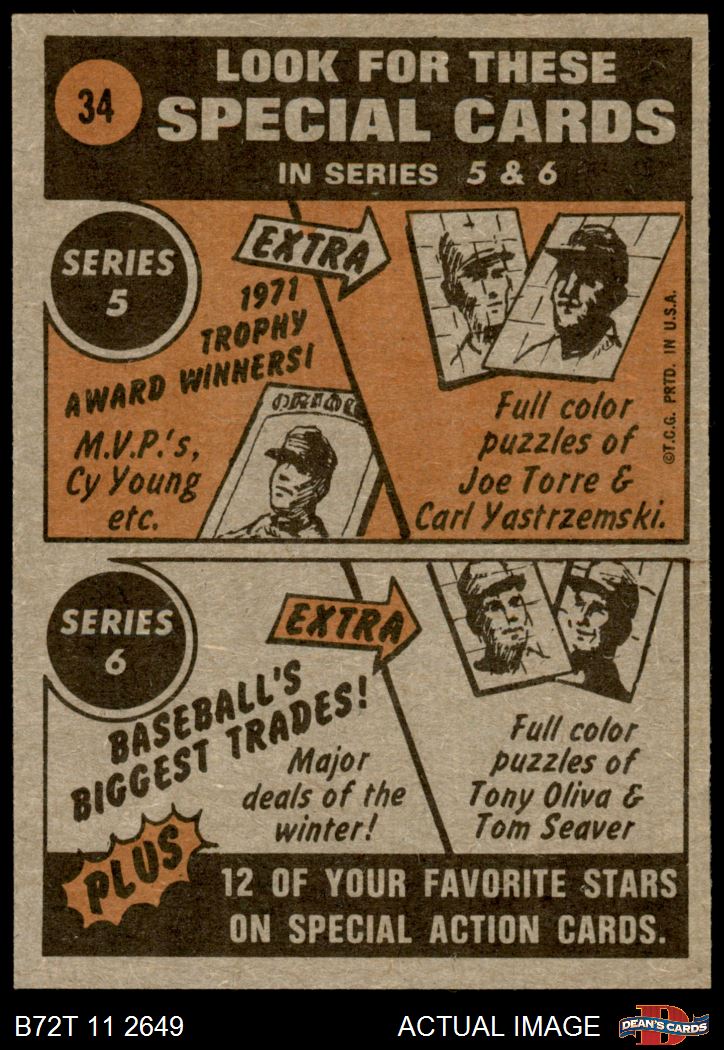 34
LOOK FOR THESE
SPECIAL CARDS
IN SERIES 5 & 6
SERIES
5
EXTRA
1971
TROPHY
AWARD WINNERS!
M.V.P.'s,
Cy Young
etc.
ORIOL
Full color
puzzles of
Joe Torre &
Carl Yastrzemski.
©T.C.G. PRTD. IN U.S.A.
SERIES
6
EXTRA
BASEBALL'S
BIGGEST TRADES!
Major
deals of the
winter!
Full color
puzzles of
Tony Oliva &
Tom Seaver
PLUS
12 OF YOUR FAVORITE STARS
ON SPECIAL ACTION CARDS.
B72T 11 2649
ACTUAL IMAGE
D
DEAN'S CARDS